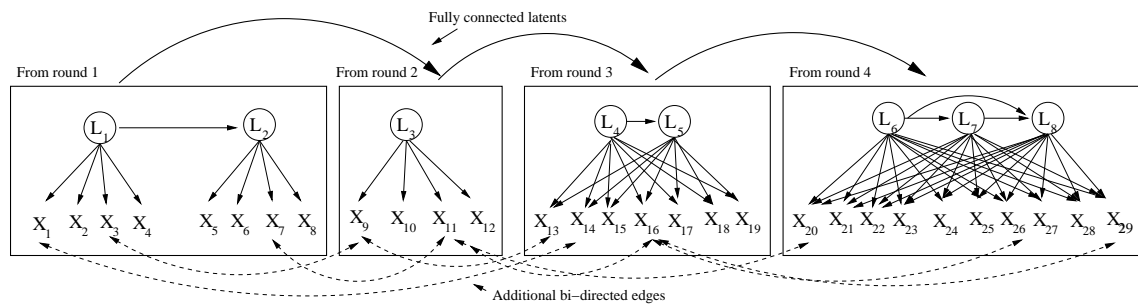 Fully connected latents
From round 1
From round 2
From round 3
From round 4
L1 L2 L3 L4 L5 L6 L7 L8
X1 X2 X3 X4 X5 X6 X7 X8 X9 X10 X11 X12 X13 X14 X15 X16 X17 X18 X19 X20 X21 X22 X23 X24 X25 X26 X27 X28 X29
Additional bi-directed edges